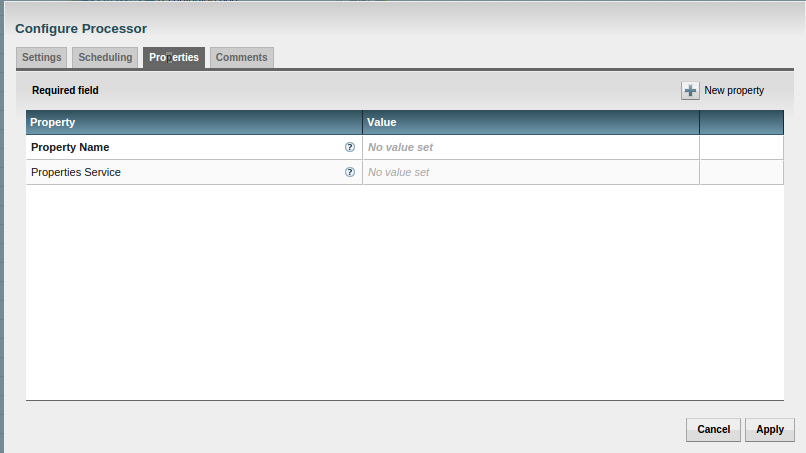 Configure Processor
Settings Scheduling Properties Comments
Required field New property
Property Value
Property Name ? No value set
Properties Service ? No value set
Cancel Apply